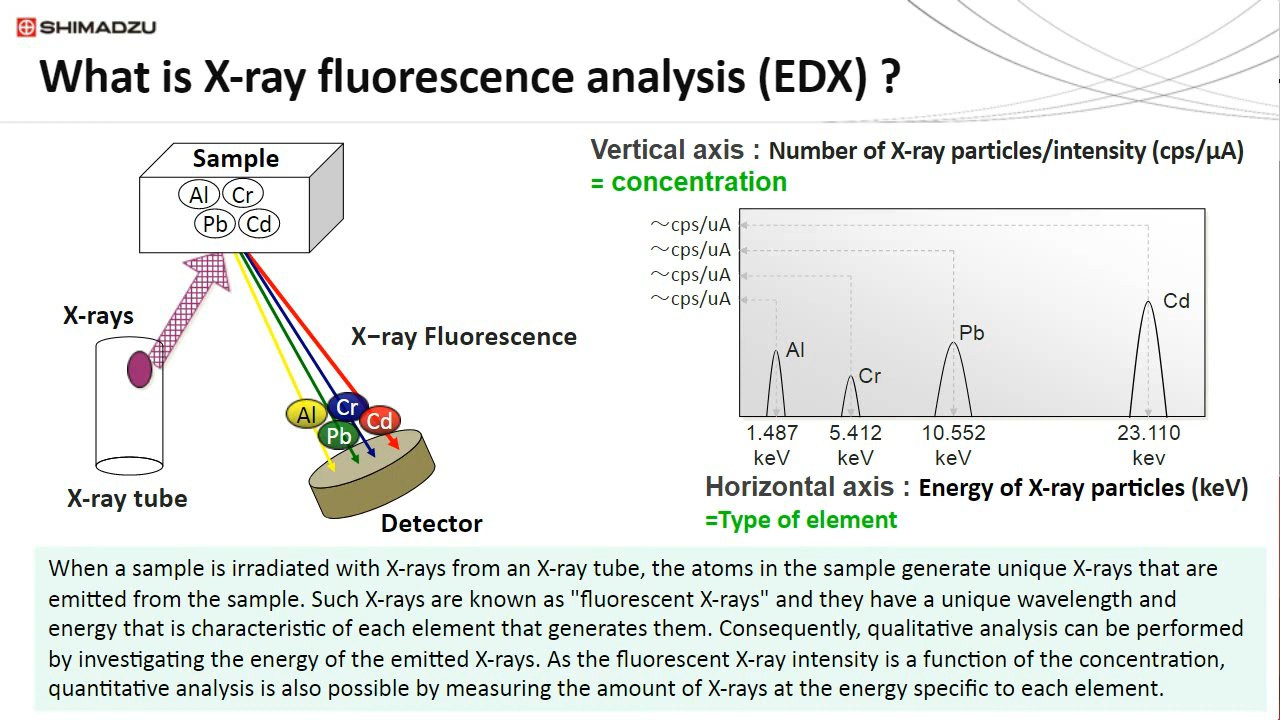 SHIMADZU
What is X-ray fluorescence analysis (EDX) ?
Sample
Al Cr
Pb Cd
X-rays
X-ray tube
X−ray Fluorescence
Al Cr Cd
Pb
Detector
Vertical axis : Number of X-ray particles/intensity (cps/µA)
= concentration
～cps/uA
～cps/uA
～cps/uA
～cps/uA
Cd
Pb
Al
Cr
1.487 5.412 10.552 23.110
keV keV keV kev
Horizontal axis : Energy of X-ray particles (keV)
=Type of element
When a sample is irradiated with X-rays from an X-ray tube, the atoms in the sample generate unique X-rays that are
emitted from the sample. Such X-rays are known as "fluorescent X-rays" and they have a unique wavelength and
energy that is characteristic of each element that generates them. Consequently, qualitative analysis can be performed
by investigating the energy of the emitted X-rays. As the fluorescent X-ray intensity is a function of the concentration,
quantitative analysis is also possible by measuring the amount of X-rays at the energy specific to each element.